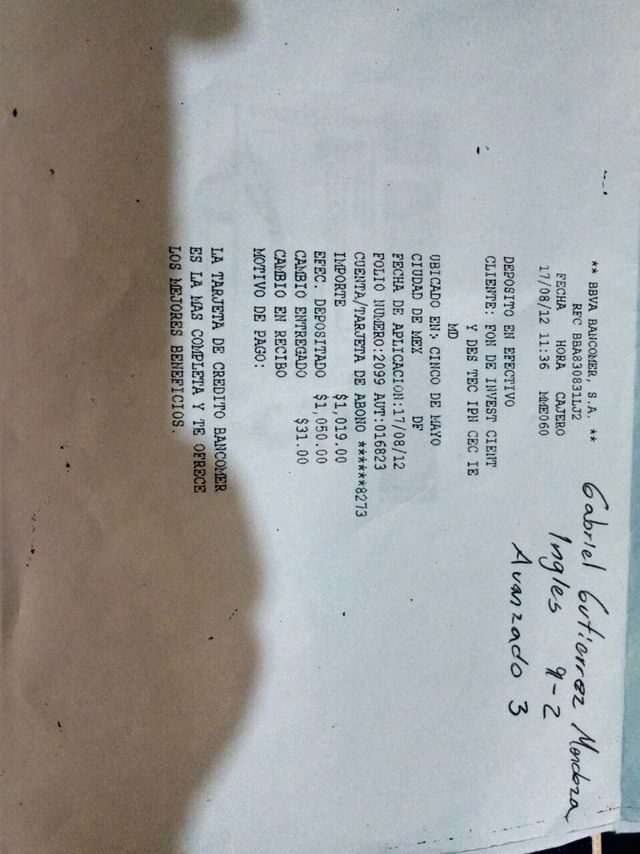 ** BBVA BANCOMER, S.A. **
RFC BBA830831LJ2
FECHA HORA CAJERO
17/08/12 11:36 MME060
DEPOSITO EN EFECTIVO
CLIENTE: FON DE INVEST CIENT
Y DES TEC IPN CEC IE
MD
UBICADO EN: CINCO DE MAYO
CIUDAD DE MEX DF
FECHA DE APLICACION:17/08/12
FOLIO NUMERO:2099 AUT:016823
CUENTA/TARJETA DE ABONO ******8273
IMPORTE $1,019.00
EFEC. DEPOSITADO $1,050.00
CAMBIO ENTREGADO $31.00
CAMBIO EN RECIBO
MOTIVO DE PAGO:
LA TARJETA DE CREDITO BANCOMER
ES LA MAS COMPLETA Y TE OFRECE
LOS MEJORES BENEFICIOS.
Gabriel Gutierrez Mendoza
Ingles 9-2
Avanzado 3